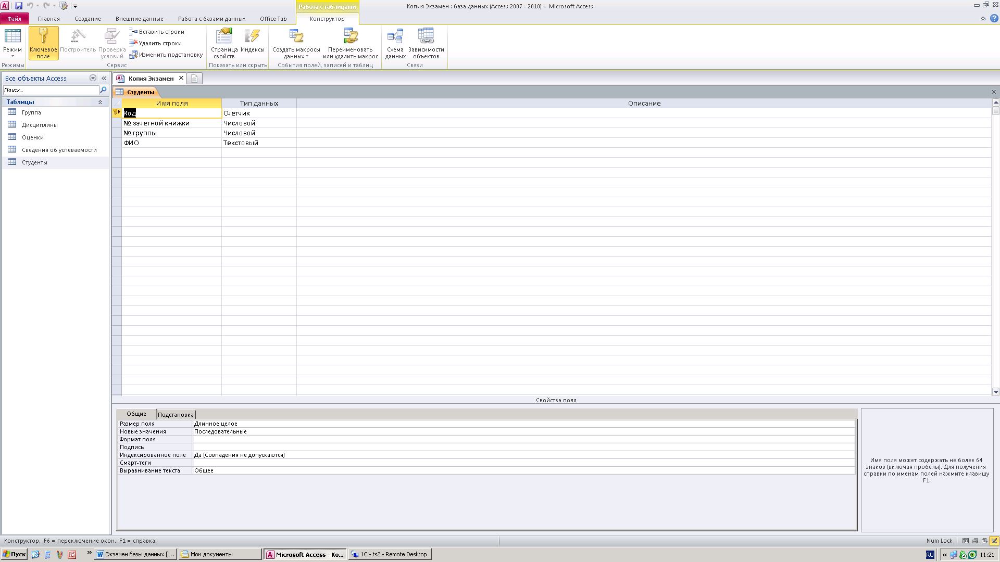 Работа с таблицами
Копия Экзамен : база данных (Access 2007 - 2010) - Microsoft Access
Файл
Главная
Создание
Внешние данные
Работа с базами данных
Office Tab
Конструктор
Режим
Ключевое
поле
Построитель
Проверка
условий
Вставить строки
Удалить строки
Изменить подстановку
Страница
свойств
Индексы
Создать макросы
данных
Переименовать
или удалить макрос
Схема
данных
Зависимости
объектов
Режимы
Сервис
Показать или скрыть
События полей, записей и таблиц
Связи
Все объекты Access
Поиск...
Таблицы
Группа
Дисциплины
Оценки
Сведения об успеваемости
Студенты
Копия Экзамен
Студенты
Имя поля
Тип данных
Описание
Код
Счетчик
№ зачетной книжки
Числовой
№ группы
Числовой
ФИО
Текстовый
Свойства поля
Общие
Подстановка
Размер поля
Длинное целое
Новые значения
Последовательные
Формат поля
Подпись
Индексированное поле
Да (Совпадения не допускаются)
Смарт-теги
Выравнивание текста
Общее
Имя поля может содержать не более 64
знаков (включая пробелы). Для получения
справки по именам полей нажмите клавишу
F1.
Конструктор. F6 = переключение окон. F1 = справка.
Num Lock
Пуск
Экзамен базы данных [...
Мои документы
Microsoft Access - Ко...
1C - ts2 - Remote Desktop
RU
11:21